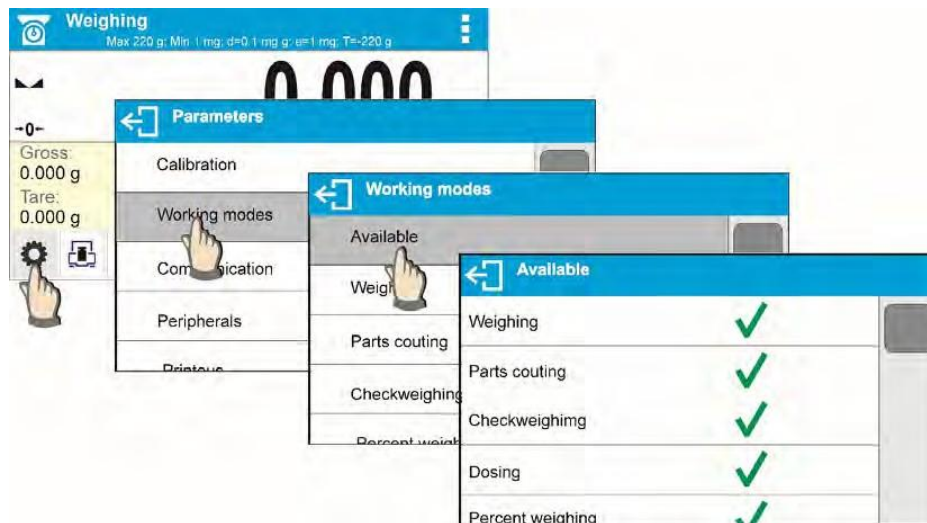 Weighing
Max 220 g; Min 1 mg; d=0.1 mg g; e=1 mg; T=-220 g
0.000
→0←
Gross:
0.000 g
Tare:
0.000 g
Parameters
Calibration
Working modes
Peripherals
Working modes
Available
Parts couting
Checkweighing
Available
Weighing
Parts couting
Checkweighimg
Dosing
Percent weighing